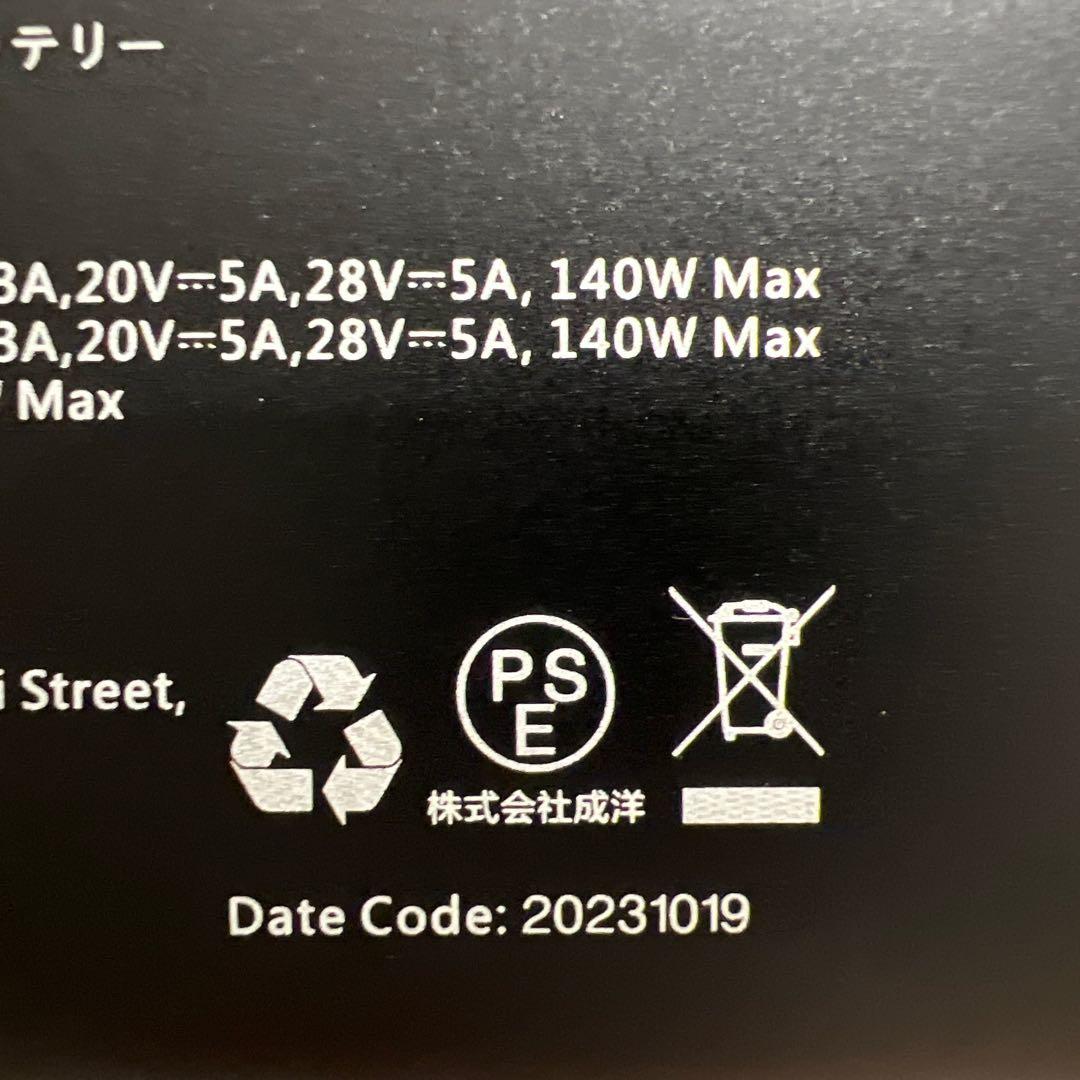 テリー
3A,20V⎓5A,28V⎓5A, 140W Max
3A,20V⎓5A,28V⎓5A, 140W Max
Max
i Street,
PS
E
株式会社成洋
Date Code: 20231019